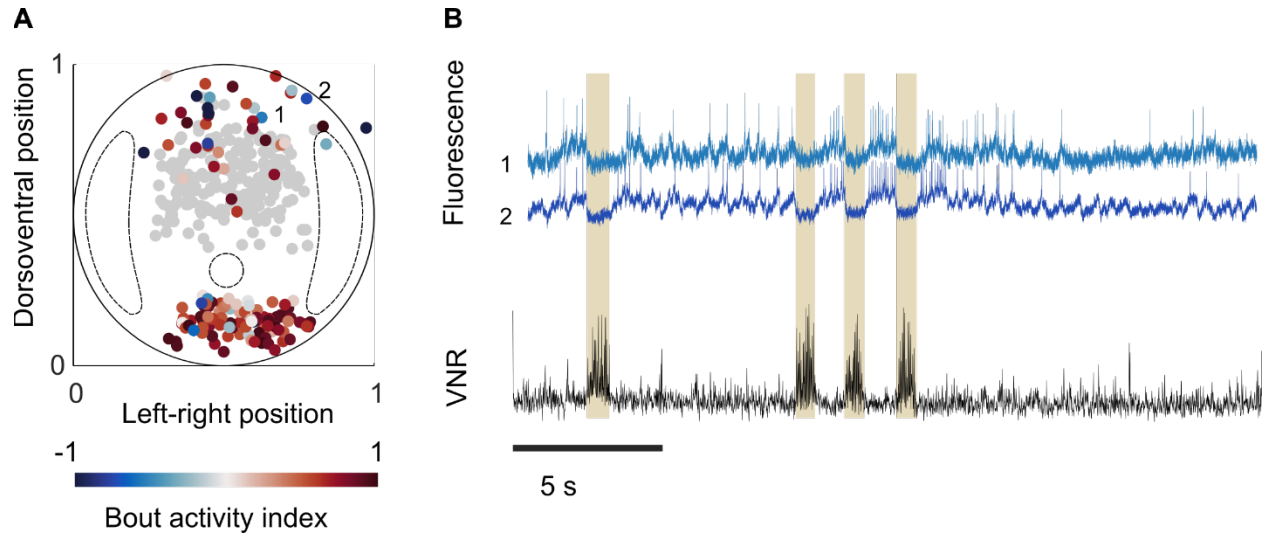 A
1
Dorsoventral position
2
1
0
0
1
Left-right position
-1
1
Bout activity index
B
Fluorescence
1
2
VNR
5 s